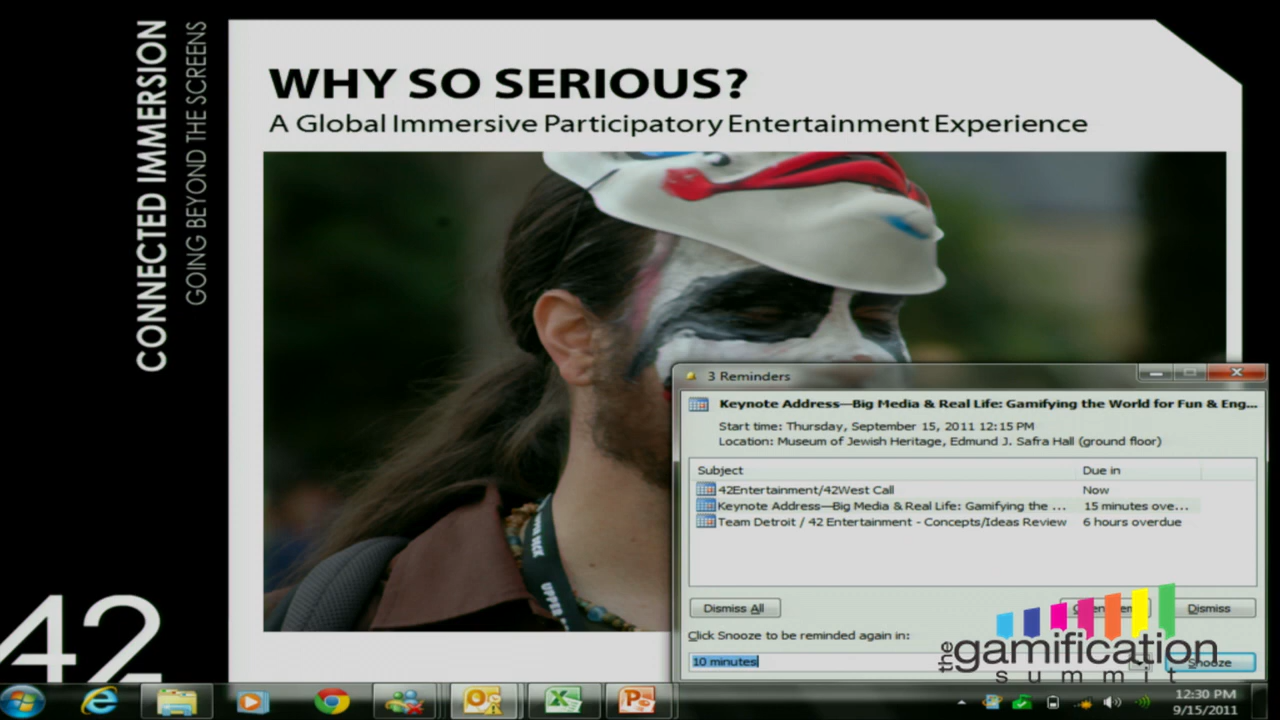 CONNECTED IMMERSION
GOING BEYOND THE SCREENS
WHY SO SERIOUS?
A Global Immersive Participatory Entertainment Experience
42
3 Reminders
Keynote Address—Big Media & Real Life: Gamifying the World for Fun & Eng...
Start time: Thursday, September 15, 2011 12:15 PM
Location: Museum of Jewish Heritage, Edmund J. Safra Hall (ground floor)
Subject Due in
42Entertainment/42West Call Now
Keynote Address—Big Media & Real Life: Gamifying the ... 15 minutes ove...
Team Detroit / 42 Entertainment - Concepts/Ideas Review 6 hours overdue
Dismiss All Dismiss
Click Snooze to be reminded again in:
10 minutes Snooze
the gamification
summit
UPPER DECK
UPPER
12:30 PM
9/15/2011